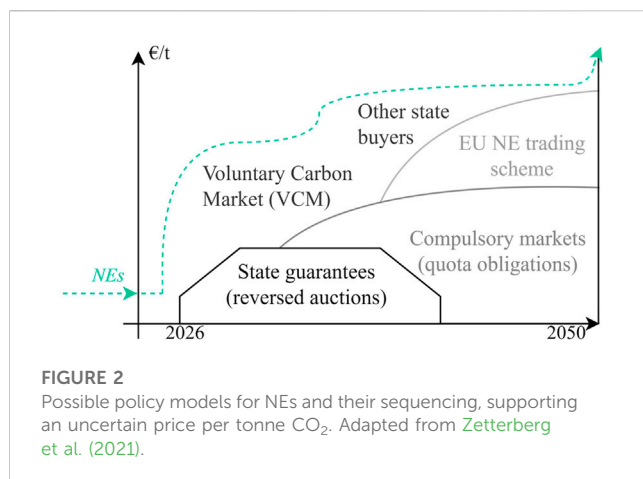 €/t
Other state
buyers
EU NE trading
scheme
Voluntary Carbon
Market (VCM)
Compulsory markets
(quota obligations)
NEs
State guarantees
(reversed auctions)
2026
2050
FIGURE 2
Possible policy models for NEs and their sequencing, supporting
an uncertain price per tonne CO₂. Adapted from Zetterberg
et al. (2021).